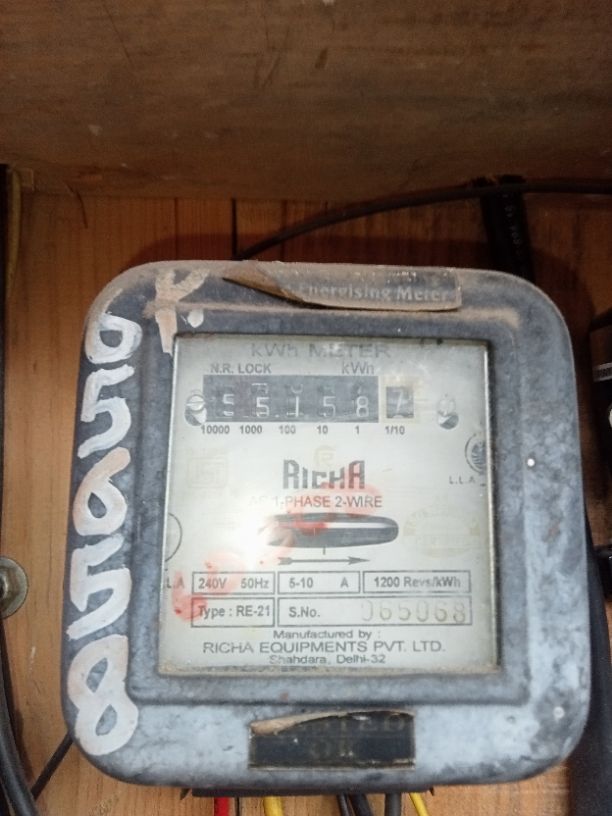 Energising Meter
kWh METER
N.R. LOCK kWh
5 5 1 5 8 7
10000 1000 100 10 1 1/10
RICHA
AC 1-PHASE 2-WIRE
L.L.A
240V 50Hz 5-10 A 1200 Revs/kWh
Type : RE-21 S.No. 065068
Manufactured by :
RICHA EQUIPMENTS PVT. LTD.
Shahdara, Delhi-32
OK